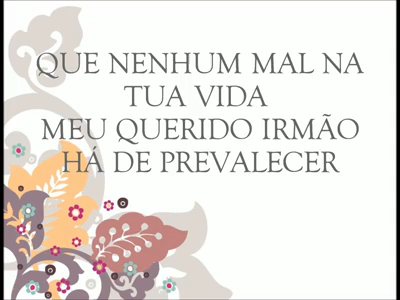 QUE NENHUM MAL NA
TUA VIDA
MEU QUERIDO IRMÃO
HÁ DE PREVALECER